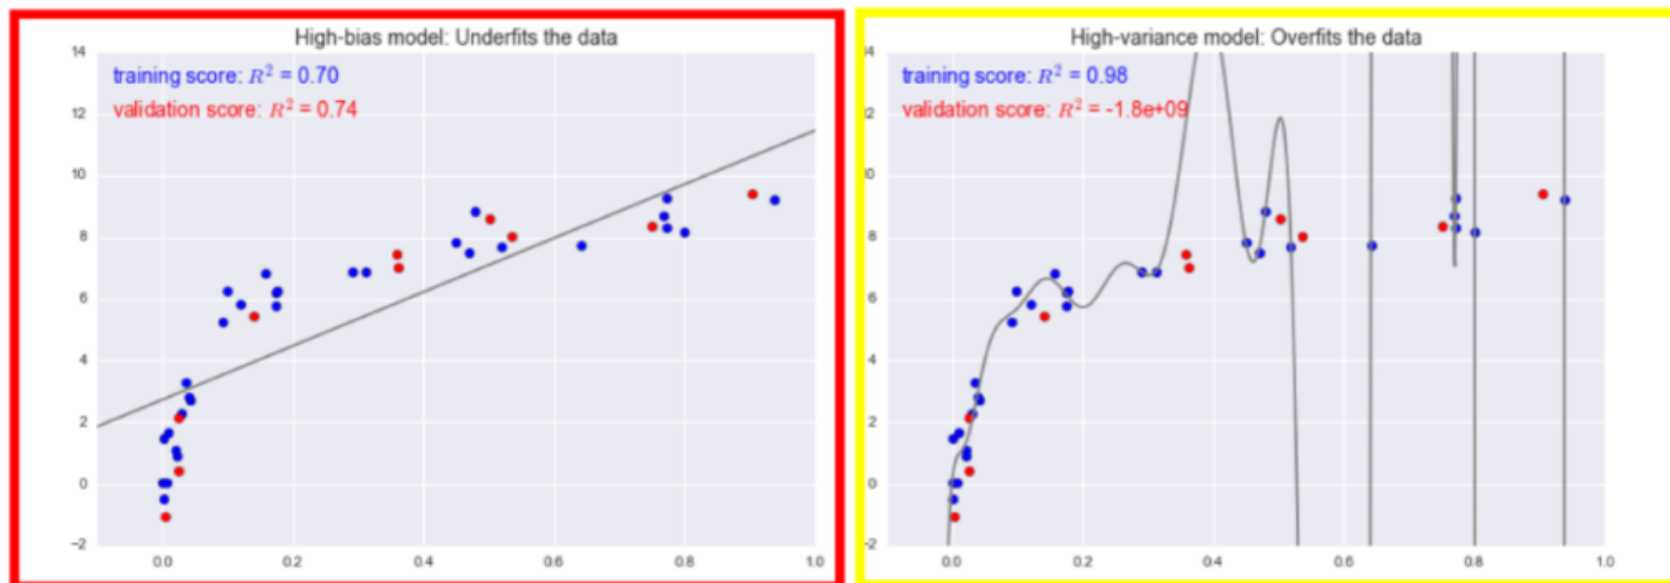 High-bias model: Underfits the data
training score: R² = 0.70
validation score: R² = 0.74
14
12
10
8
6
4
2
0
−2
0.0 0.2 0.4 0.6 0.8 1.0
High-variance model: Overfits the data
training score: R² = 0.98
validation score: R² = -1.8e+09
14
12
10
8
6
4
2
0
−2
0.0 0.2 0.4 0.6 0.8 1.0